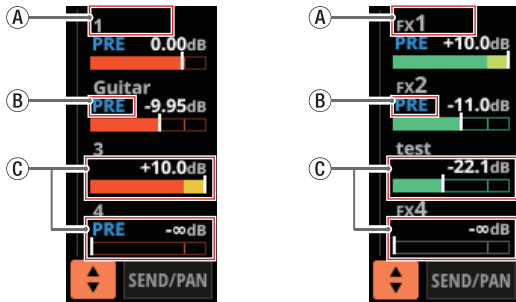 A
1
PRE 0.00dB
Guitar
B
PRE -9.95dB
3
C
+10.0dB
4
PRE -∞dB
SEND/PAN
A
FX1
PRE +10.0dB
FX2
B
PRE -11.0dB
test
C
-22.1dB
FX4
-∞dB
SEND/PAN